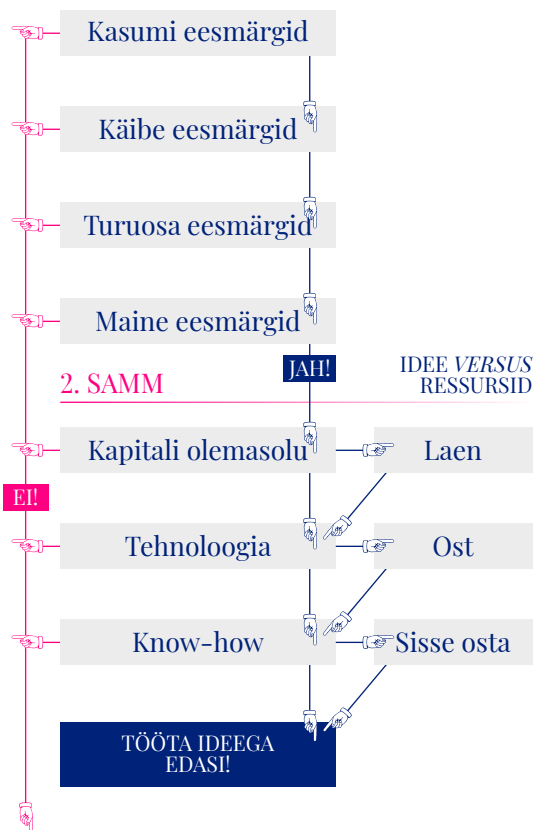 Kasumi eesmärgid
Käibe eesmärgid
Turuosa eesmärgid
Maine eesmärgid
JAH!
2. SAMM
IDEE VERSUS
RESSURSID
Kapitali olemasolu
Laen
EI!
Tehnoloogia
Ost
Know-how
Sisse osta
TÖÖTA IDEEGA
EDASI!